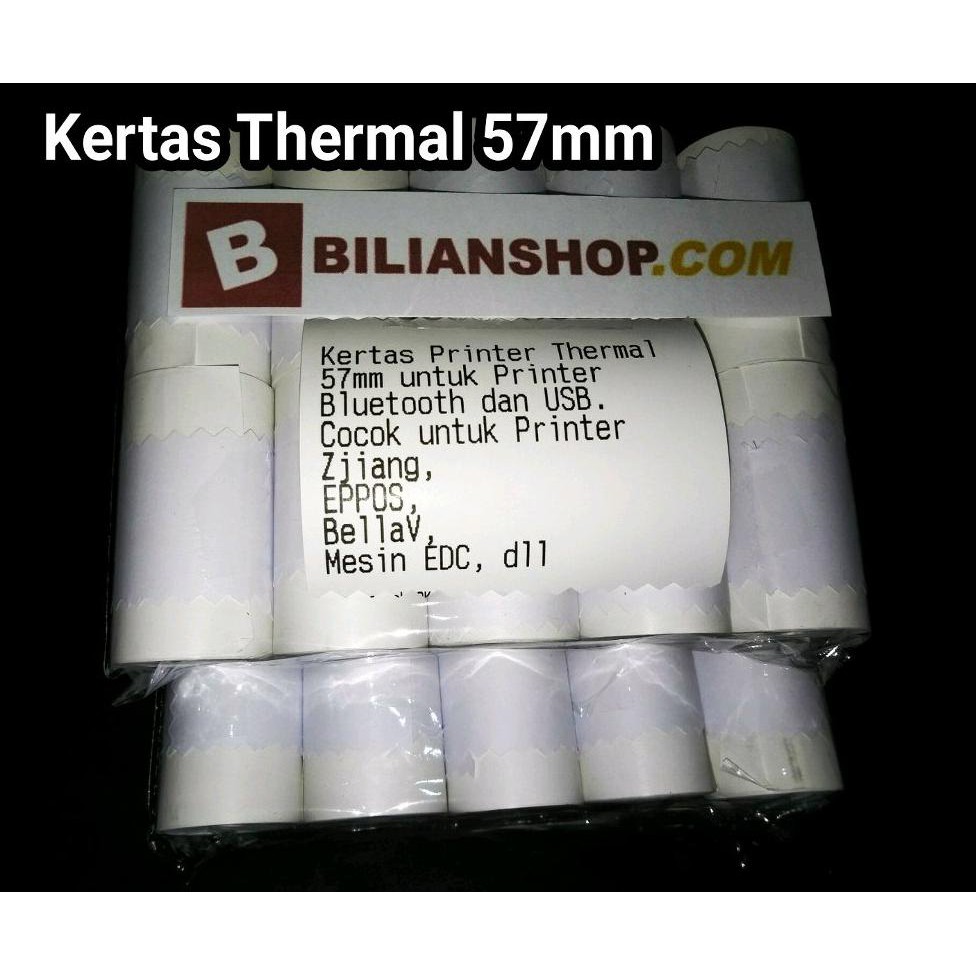 Kertas Thermal 57mm
B BILIANSHOP.COM
Kertas Printer Thermal
57mm untuk Printer
Bluetooth dan USB.
Cocok untuk Printer
Zjiang,
EPPOS,
BellaV,
Mesin EDC, dll